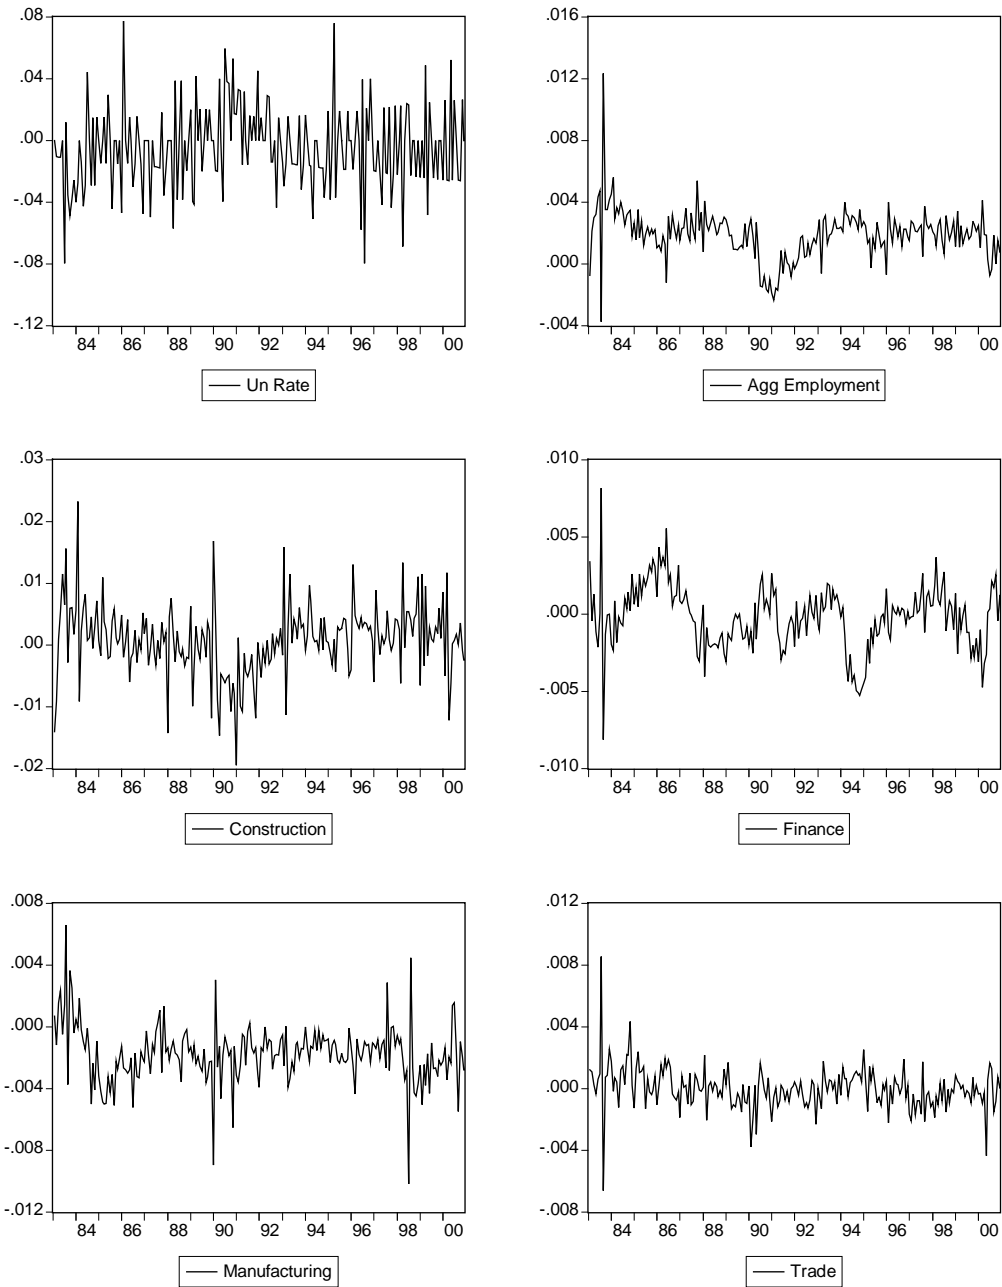 .08
.04
.00
-.04
-.08
-.12
84 86 88 90 92 94 96 98 00
Un Rate
.016
.012
.008
.004
.000
-.004
84 86 88 90 92 94 96 98 00
Agg Employment
.03
.02
.01
.00
-.01
-.02
84 86 88 90 92 94 96 98 00
Construction
.010
.005
.000
-.005
-.010
84 86 88 90 92 94 96 98 00
Finance
.008
.004
.000
-.004
-.008
-.012
84 86 88 90 92 94 96 98 00
Manufacturing
.012
.008
.004
.000
-.004
-.008
84 86 88 90 92 94 96 98 00
Trade